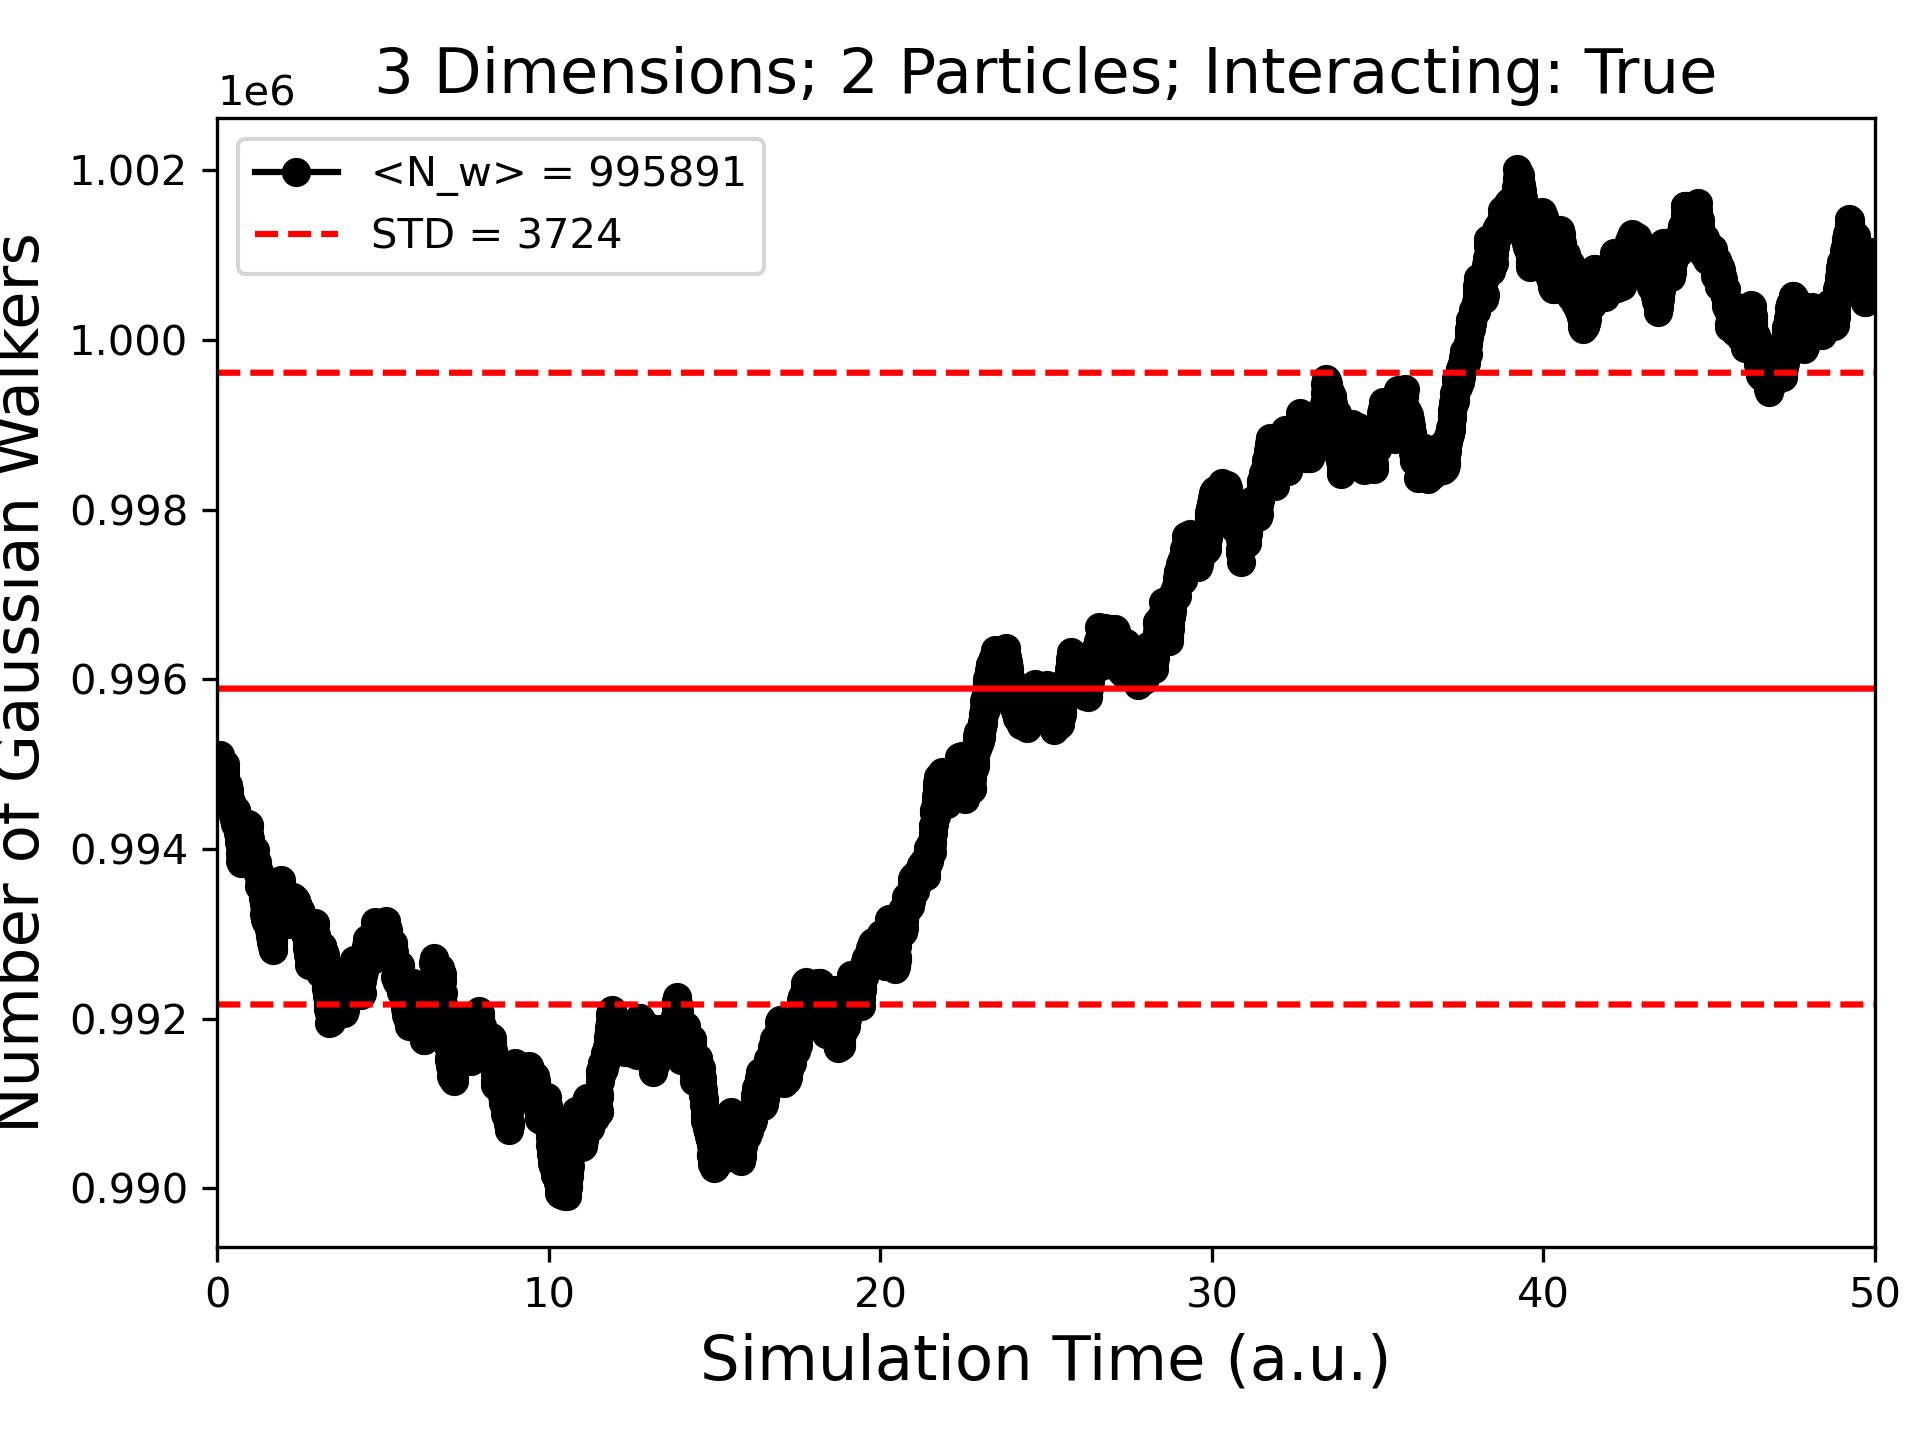 3 Dimensions; 2 Particles; Interacting: True
1e6
<N_w> = 995891
STD = 3724
1.002
1.000
0.998
0.996
0.994
0.992
0.990
Number of Gaussian Walkers
0 10 20 30 40 50
Simulation Time (a.u.)